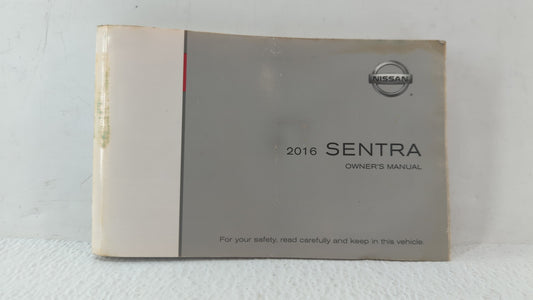 NISSAN
2016 SENTRA
OWNER'S MANUAL
For your safety, read carefully and keep in this vehicle.